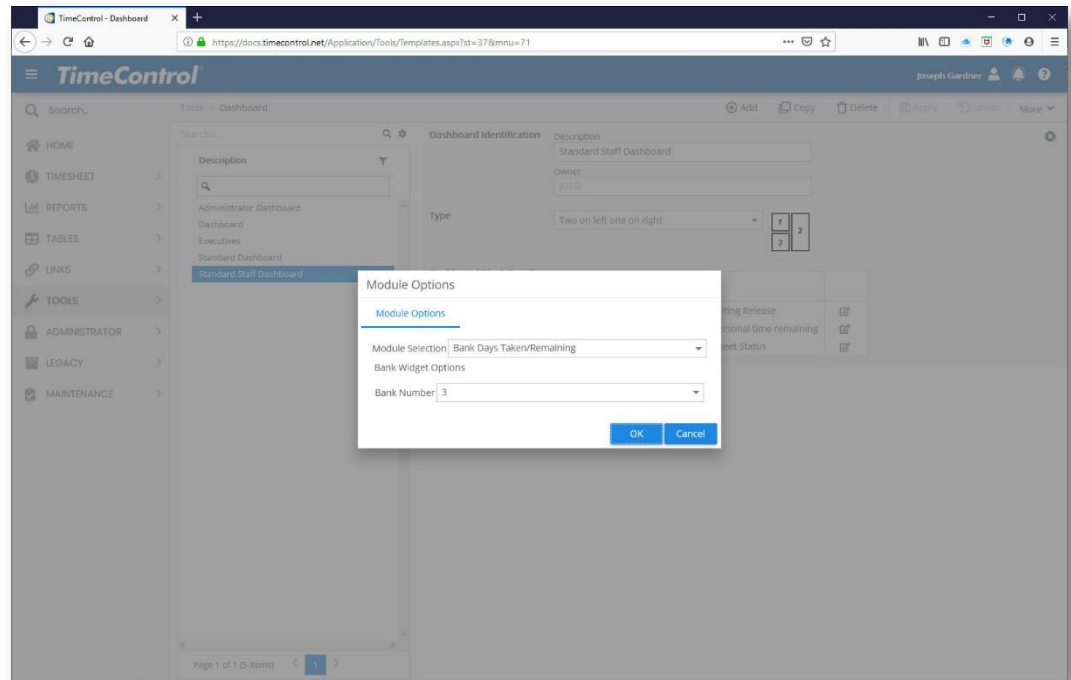 TimeControl - Dashboard
https://docs.timecontrol.net/Application/Tools/Templates.aspx?st=37&mnu=71
TimeControl
Joseph Gardner
Search...
Tools > Dashboard
Add Copy Delete Apply Undo More
HOME
TIMESHEET
REPORTS
TABLES
LINKS
TOOLS
ADMINISTRATOR
LEGACY
MAINTENANCE
Search...
Description
Administrator Dashboard
Dashboard
Executives
Standard Dashboard
Standard Staff Dashboard
Page 1 of 1 (5 items) 1
Dashboard Identification
Description
Standard Staff Dashboard
Owner
Type
Two on left one on right
1 2
2
iting Release
ersonal time remaining
eet Status
Module Options
Module Options
Module Selection Bank Days Taken/Remaining
Bank Widget Options
Bank Number 3
OK Cancel